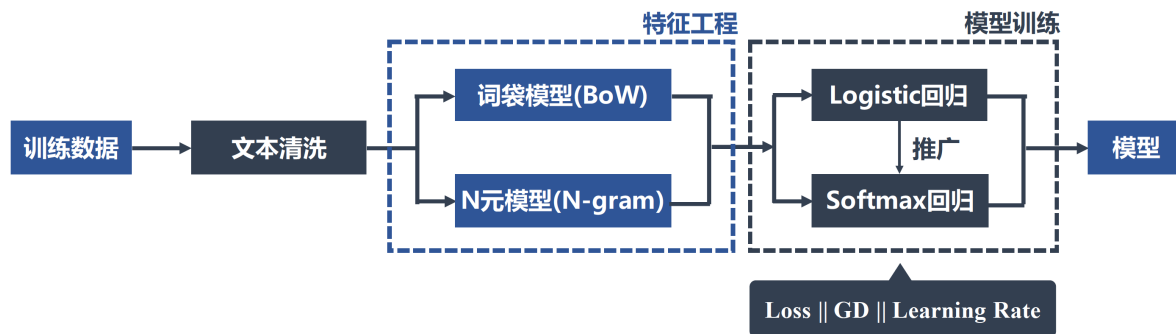 特征工程
模型训练
词袋模型(BoW)
Logistic回归
训练数据
文本清洗
推广
模型
N元模型(N-gram)
Softmax回归
Loss || GD || Learning Rate